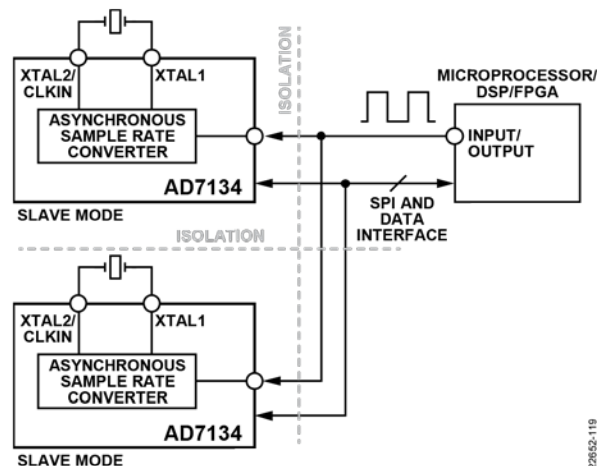 XTAL2/
CLKIN
XTAL1
ASYNCHRONOUS
SAMPLE RATE
CONVERTER
AD7134
SLAVE MODE
ISOLATION
MICROPROCESSOR/
DSP/FPGA
INPUT/
OUTPUT
SPI AND
DATA
INTERFACE
ISOLATION
XTAL2/
CLKIN
XTAL1
ASYNCHRONOUS
SAMPLE RATE
CONVERTER
AD7134
SLAVE MODE
22652-119